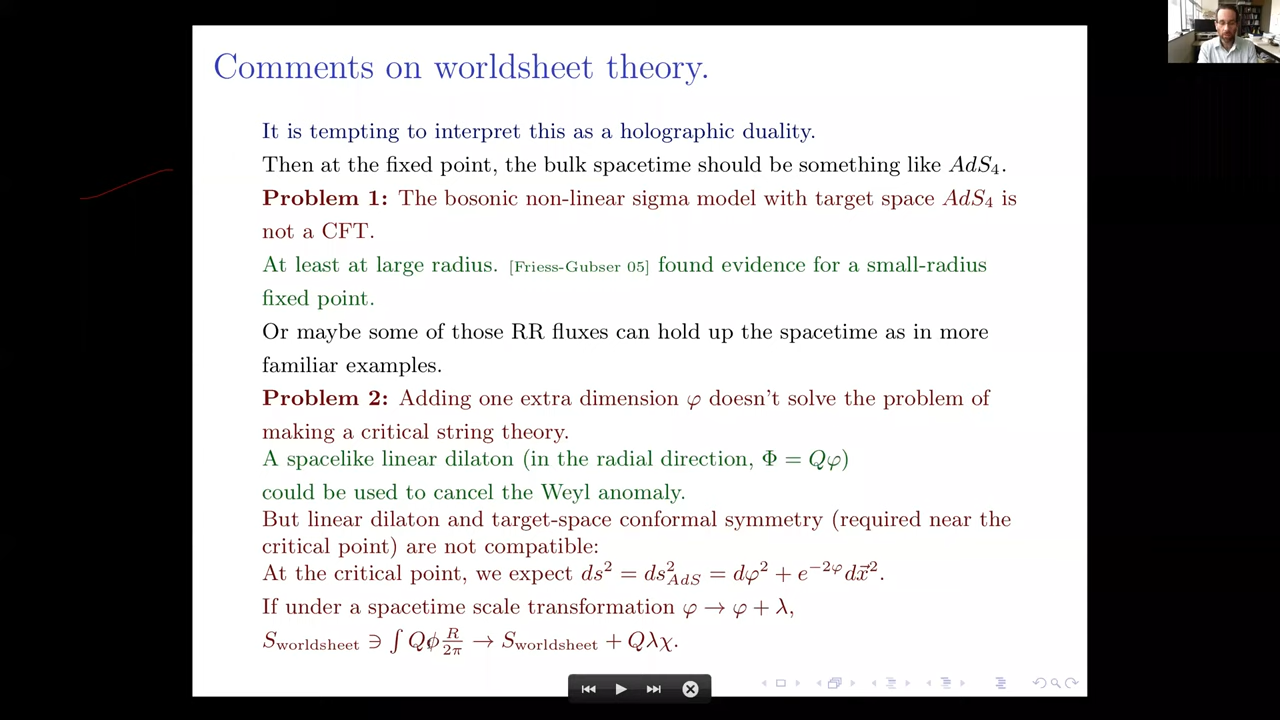 Comments on worldsheet theory.
It is tempting to interpret this as a holographic duality.
Then at the fixed point, the bulk spacetime should be something like AdS₄.
Problem 1: The bosonic non-linear sigma model with target space AdS₄ is
not a CFT.
At least at large radius. [Friess-Gubser 05] found evidence for a small-radius
fixed point.
Or maybe some of those RR fluxes can hold up the spacetime as in more
familiar examples.
Problem 2: Adding one extra dimension φ doesn't solve the problem of
making a critical string theory.
A spacelike linear dilaton (in the radial direction, Φ = Qφ)
could be used to cancel the Weyl anomaly.
But linear dilaton and target-space conformal symmetry (required near the
critical point) are not compatible:
At the critical point, we expect ds² = ds²_AdS = dφ² + e^{−2φ}dx⃗².
If under a spacetime scale transformation φ → φ + λ,
S_worldsheet ∋ ∫ Qϕ R/2π → S_worldsheet + Qλχ.